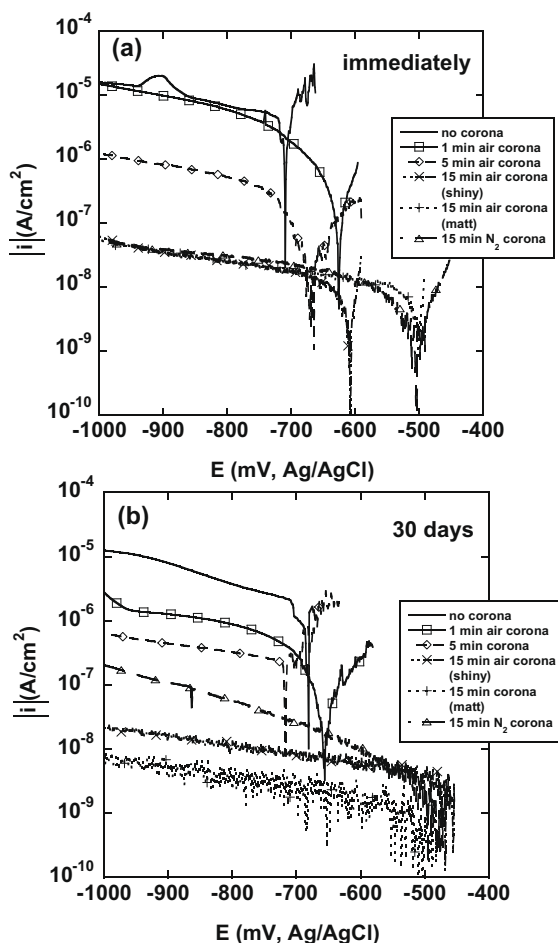 (a)
immediately
10⁻⁴
10⁻⁵
10⁻⁶
10⁻⁷
10⁻⁸
10⁻⁹
10⁻¹⁰
|i|(A/cm²)
no corona
1 min air corona
5 min air corona
15 min air corona
(shiny)
15 min air corona
(matt)
15 min N₂ corona
-1000 -900 -800 -700 -600 -500 -400
E (mV, Ag/AgCl)
(b)
30 days
10⁻⁴
10⁻⁵
10⁻⁶
10⁻⁷
10⁻⁸
10⁻⁹
10⁻¹⁰
|i|(A/cm²)
no corona
1 min air corona
5 min corona
15 min air corona
(shiny)
15 min corona
(matt)
15 min N₂ corona
-1000 -900 -800 -700 -600 -500 -400
E (mV, Ag/AgCl)